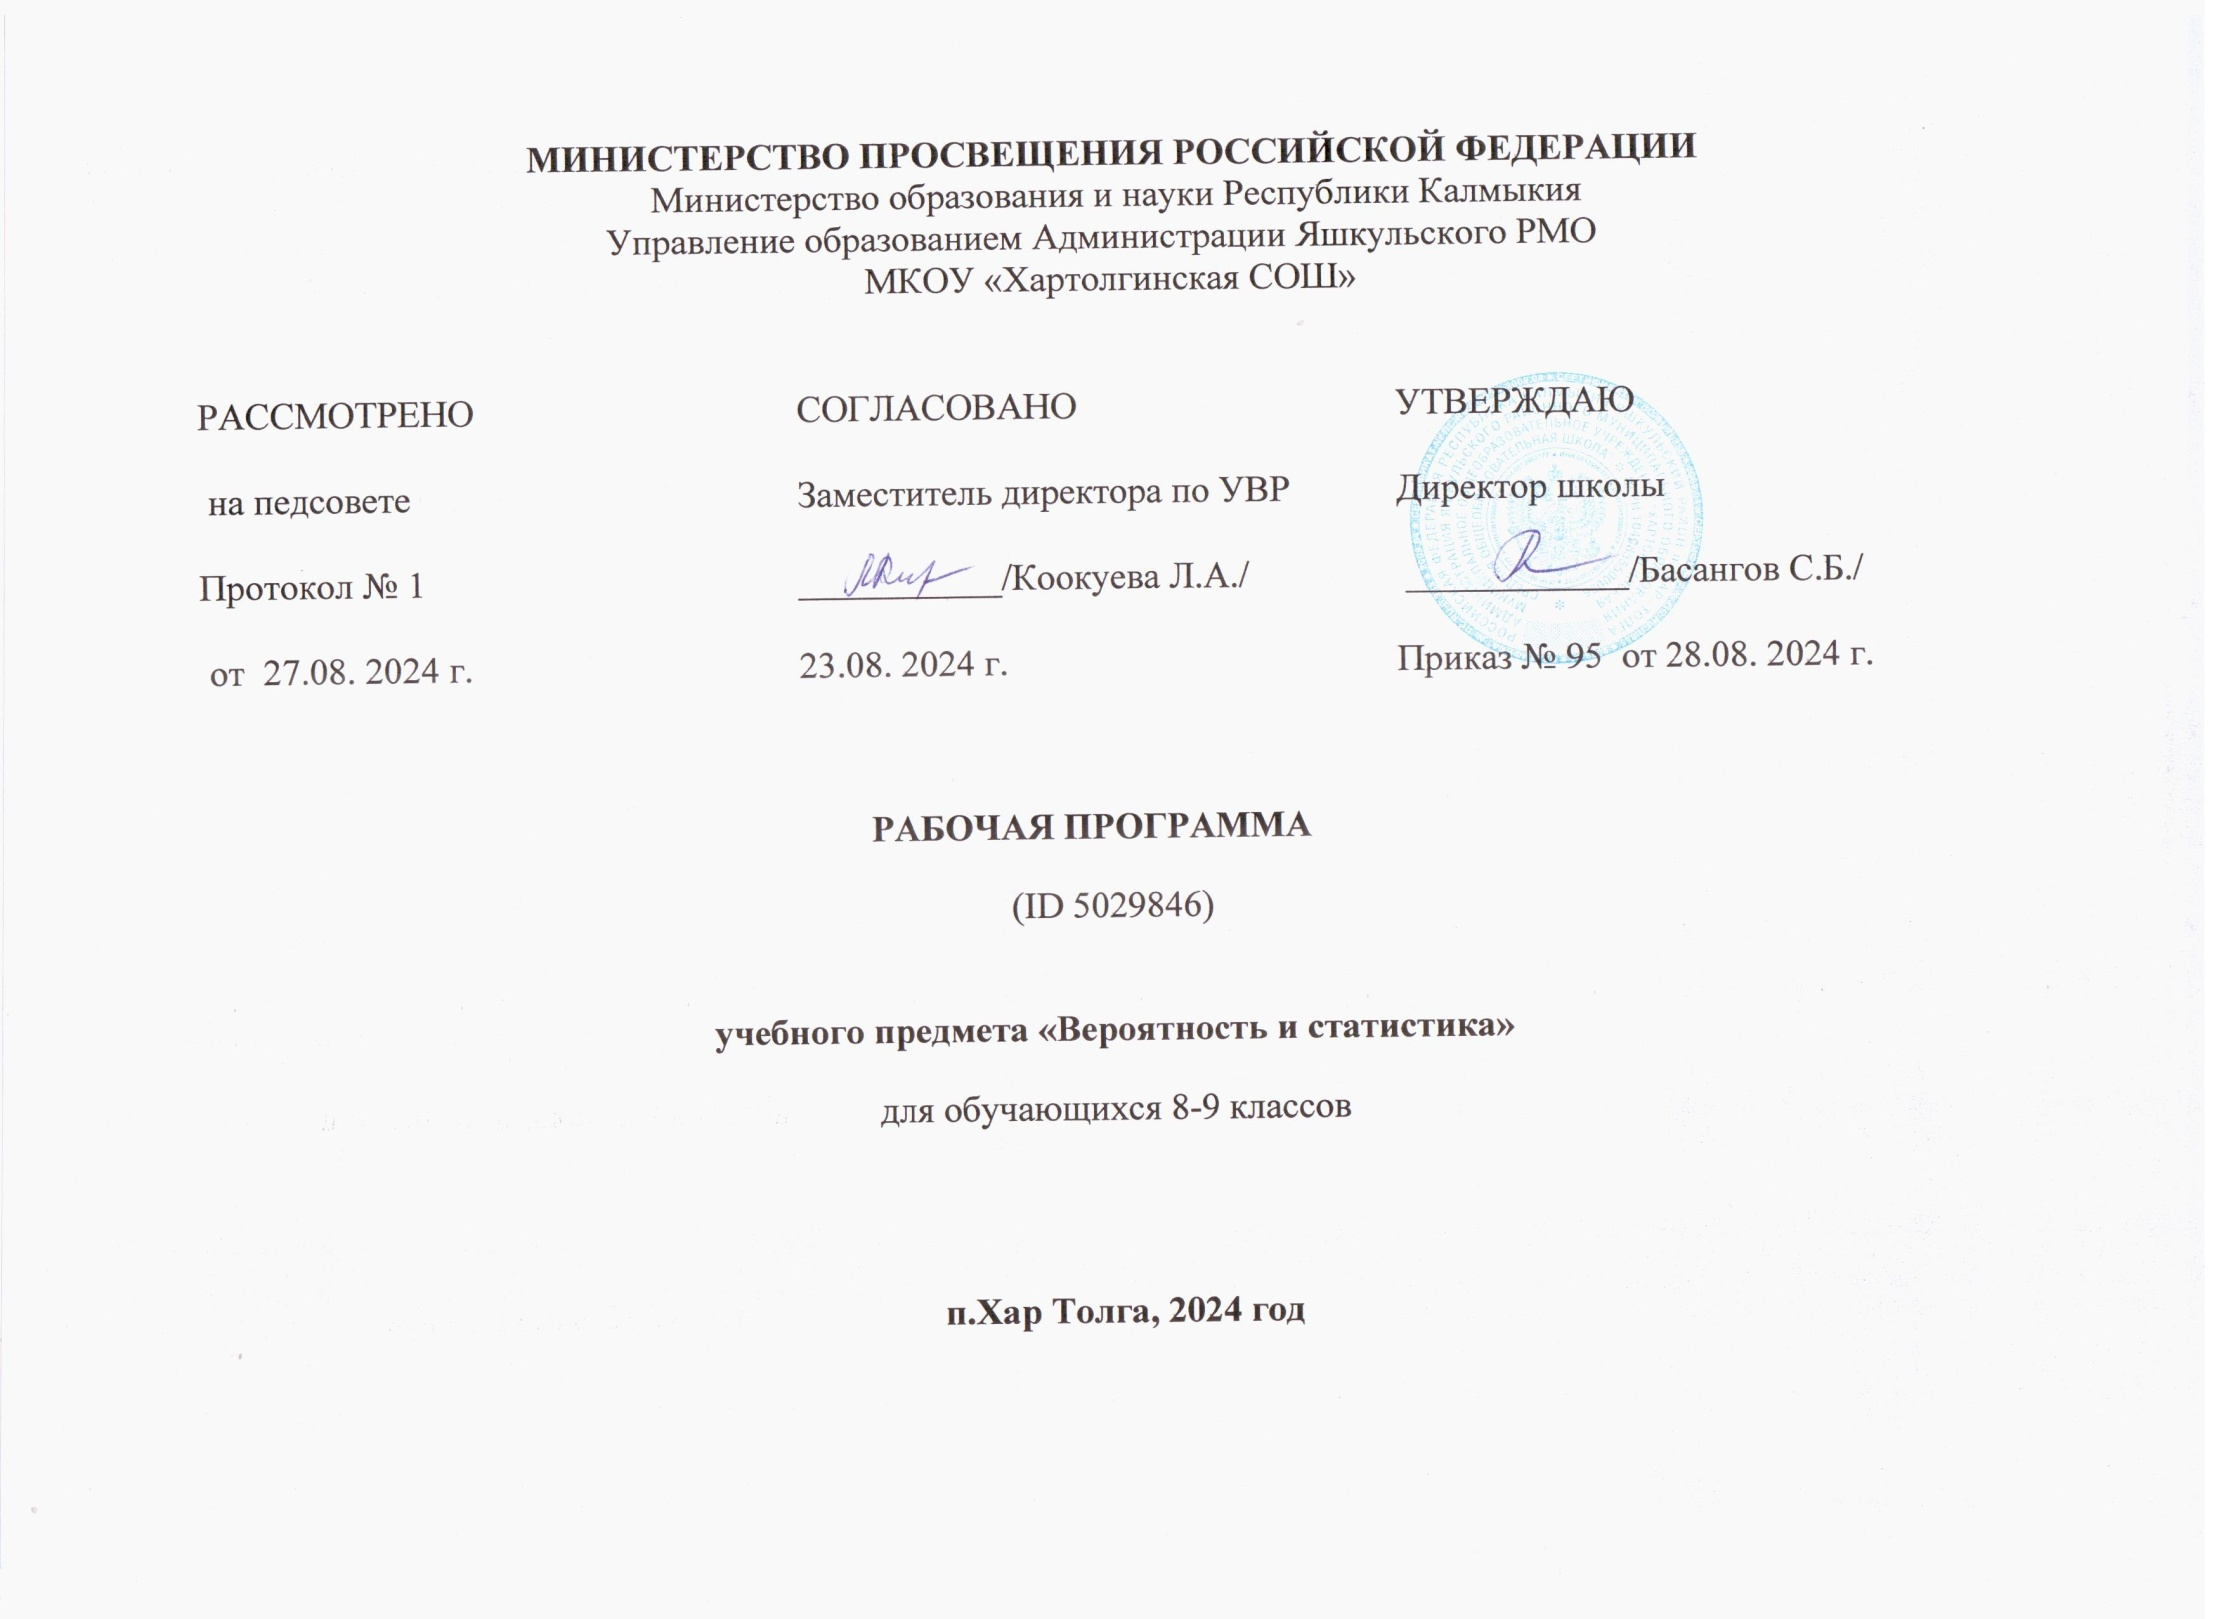 МИНИСТЕРСТВО ПРОСВЕЩЕНИЯ РОССИЙСКОЙ ФЕДЕРАЦИИ
Министерство образования и науки Республики Калмыкия
Управление образованием Администрации Яшкульского РМО
МКОУ «Хартолгинская СОШ»
РАССМОТРЕНО
на педсовете
Протокол № 1
от 27.08. 2024 г.
СОГЛАСОВАНО
Заместитель директора по УВР
/Коокуева Л.А./
23.08. 2024 г.
УТВЕРЖДАЮ
Директор школы
/Басангов С.Б./
Приказ № 95 от 28.08. 2024 г.
РАБОЧАЯ ПРОГРАММА
(ID 5029846)
учебного предмета «Вероятность и статистика»
для обучающихся 8-9 классов
п.Хар Толга, 2024 год